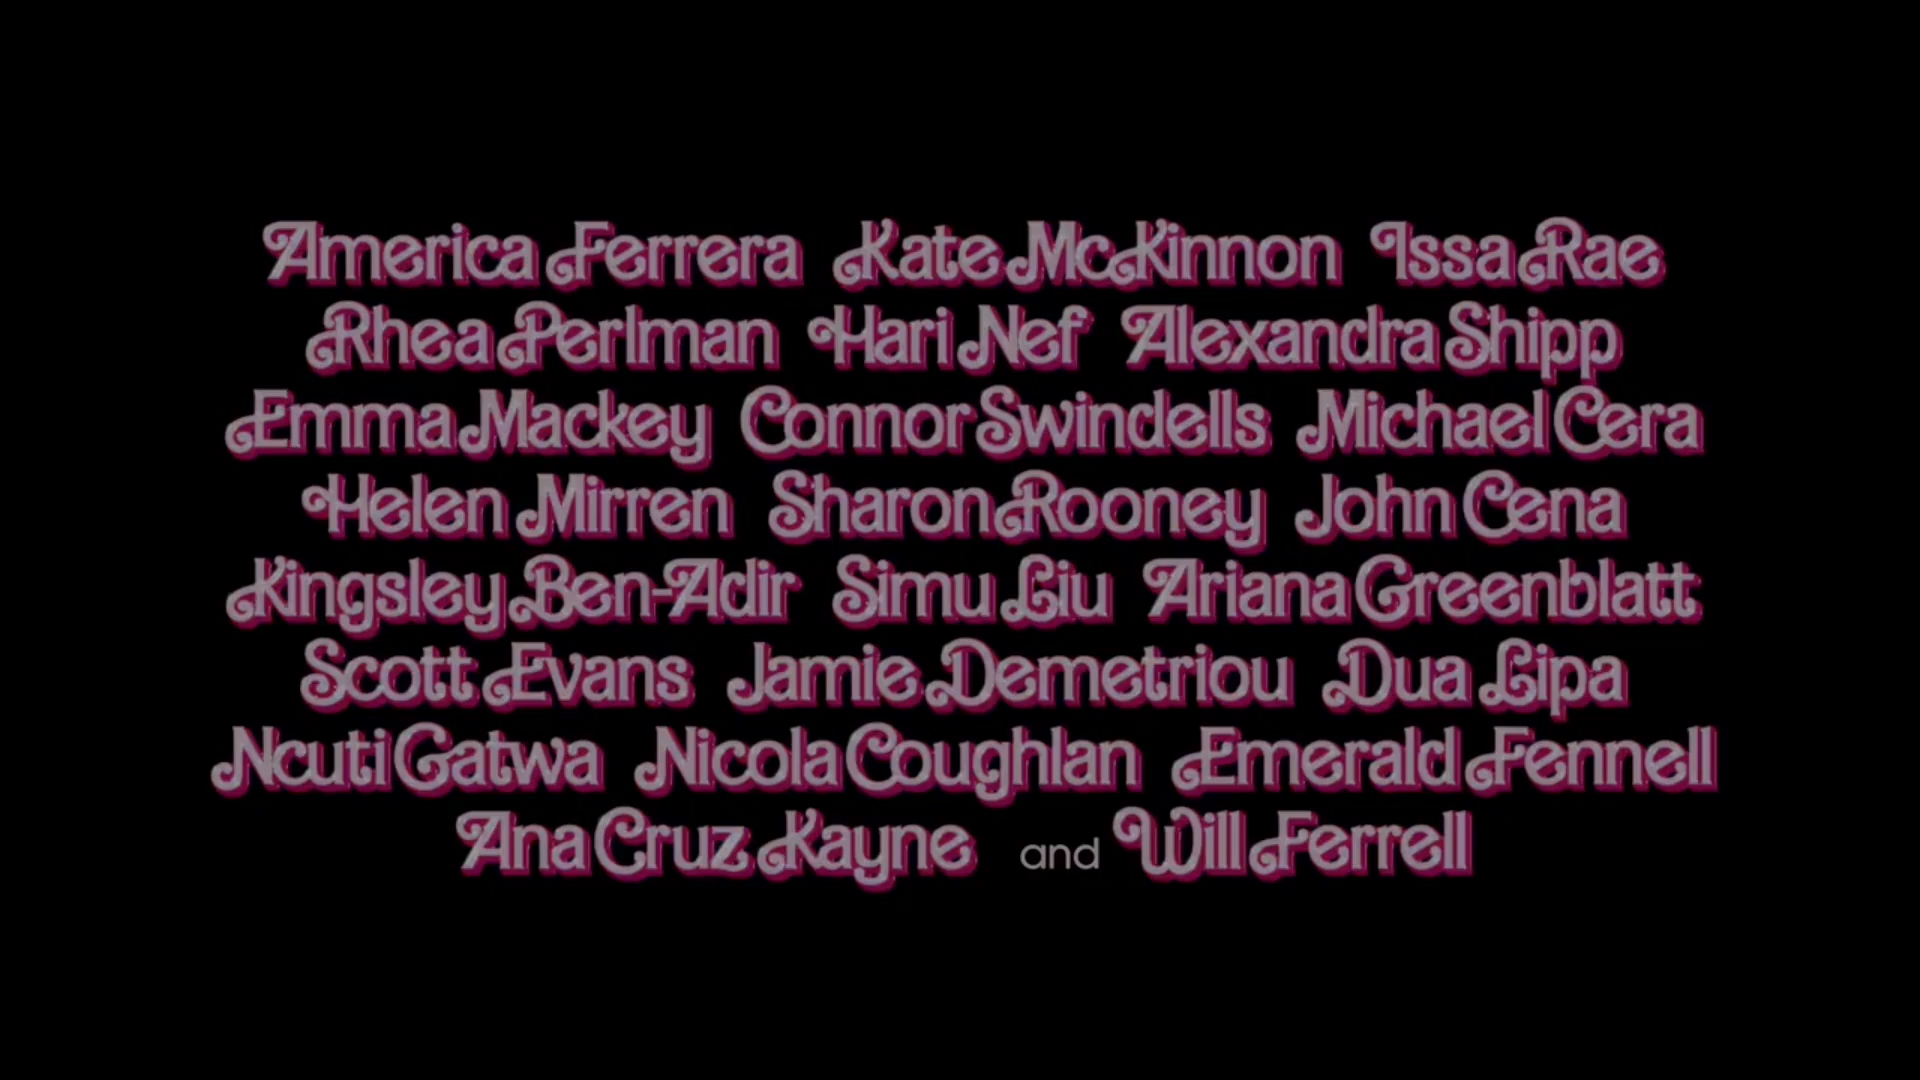 America Ferrera Kate McKinnon Issa Rae
Rhea Perlman Hari Nef Alexandra Shipp
Emma Mackey Connor Swindells Michael Cera
Helen Mirren Sharon Rooney John Cena
Kingsley Ben-Adir Simu Liu Ariana Greenblatt
Scott Evans Jamie Demetriou Dua Lipa
Ncuti Gatwa Nicola Coughlan Emerald Fennell
Ana Cruz Kayne and Will Ferrell